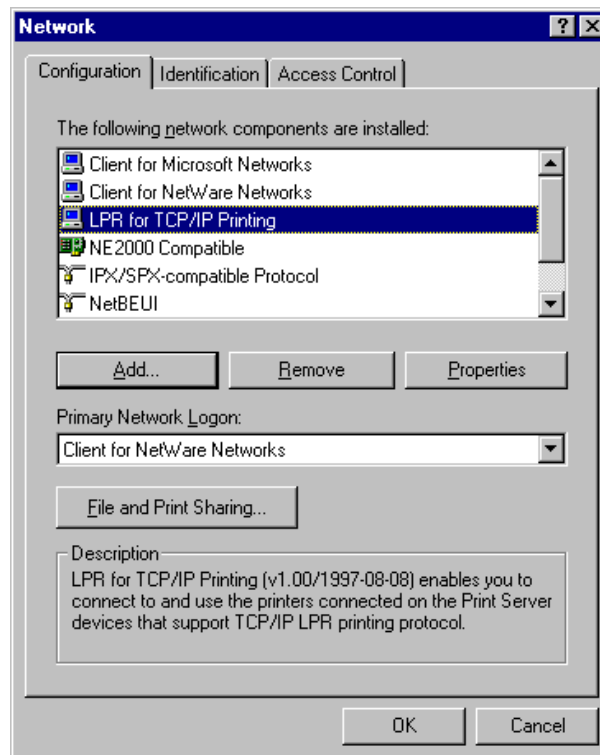 Network
Configuration Identification Access Control
The following network components are installed:
Client for Microsoft Networks
Client for NetWare Networks
LPR for TCP/IP Printing
NE2000 Compatible
IPX/SPX-compatible Protocol
NetBEUI
Add... Remove Properties
Primary Network Logon:
Client for NetWare Networks
File and Print Sharing...
Description
LPR for TCP/IP Printing (v1.00/1997-08-08) enables you to
connect to and use the printers connected on the Print Server
devices that support TCP/IP LPR printing protocol.
OK Cancel